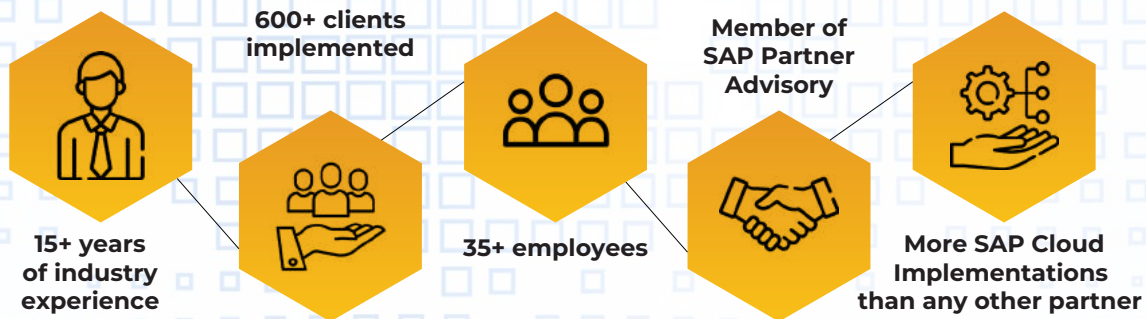 15+ years
of industry
experience
600+ clients
implemented
35+ employees
Member of
SAP Partner
Advisory
More SAP Cloud
Implementations
than any other partner